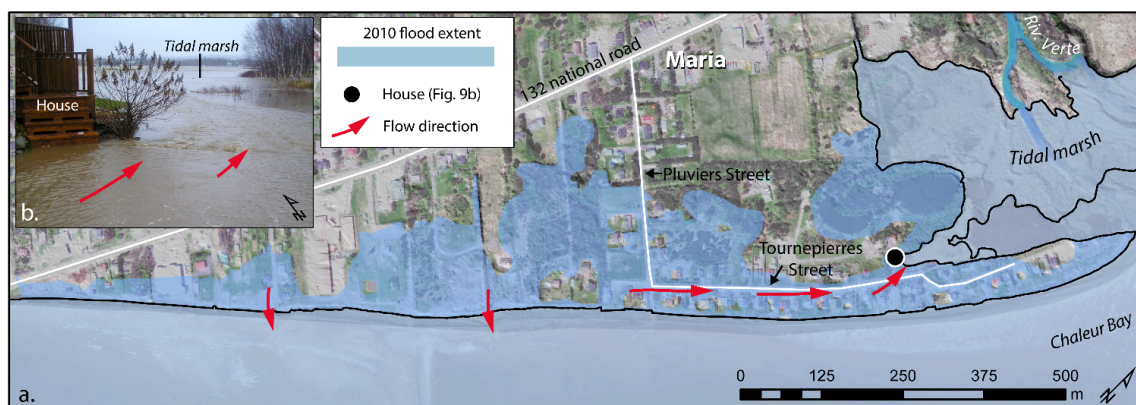 b.
Tidal marsh
House
N
2010 flood extent
House (Fig. 9b)
Flow direction
132 national road
Maria
Riv. Verte
Tidal marsh
Pluviers Street
Tournepierres
Street
Chaleur Bay
a.
0 125 250 375 500
m
N